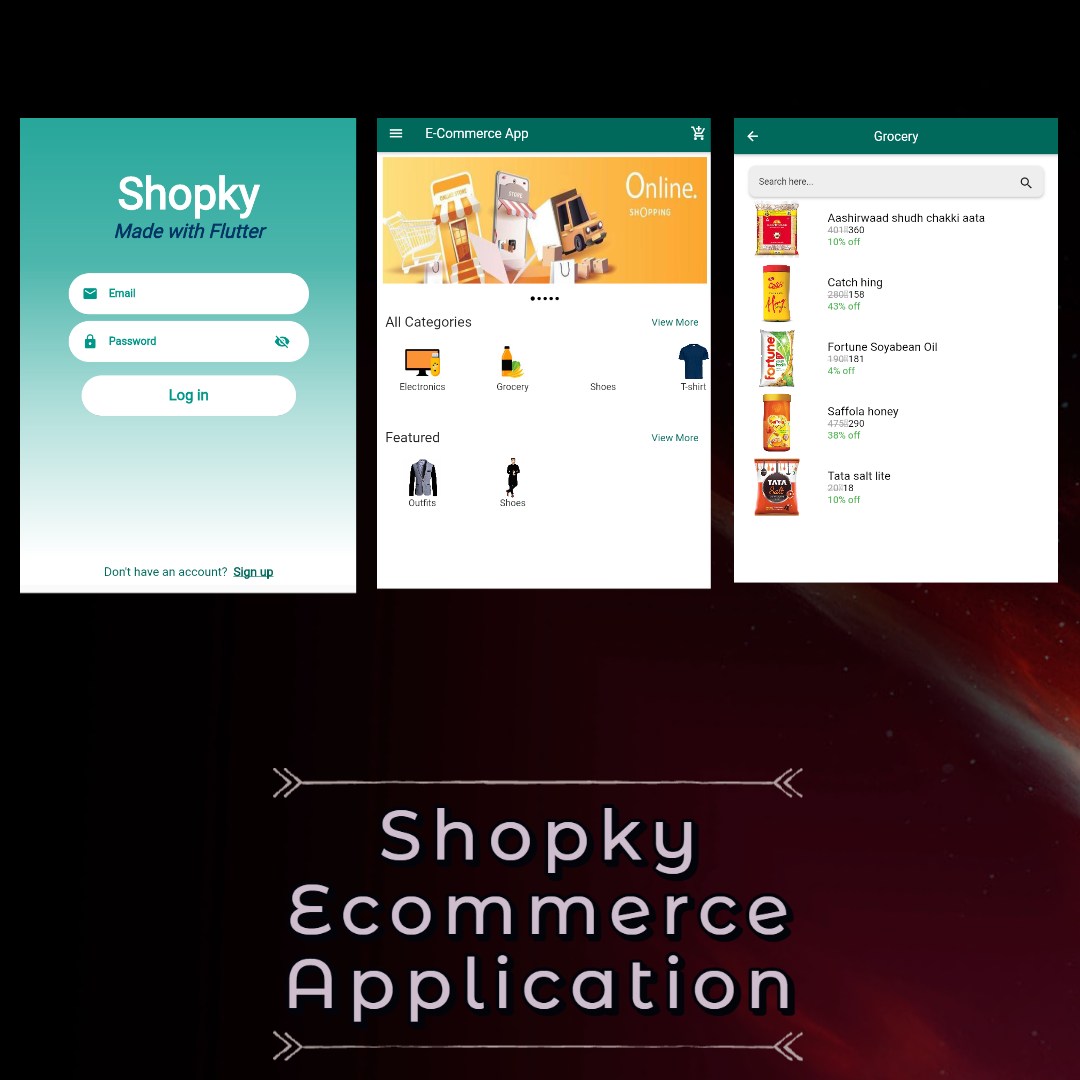 Shopky
Made with Flutter
Email
Password
Log in
Don't have an account? Sign up
E-Commerce App
Online.
SHOPPING
All Categories
View More
Electronics
Grocery
Shoes
T-shirt
Featured
View More
Outfits
Shoes
Grocery
Search here...
Aashirwaad shudh chakki aata
401 360
10% off
Catch hing
280 158
43% off
Fortune Soyabean Oil
190 181
4% off
fortune
Saffola honey
475 290
38% off
Tata salt lite
20 18
10% off
TATA
Salt
Shopky
Ecommerce
Application